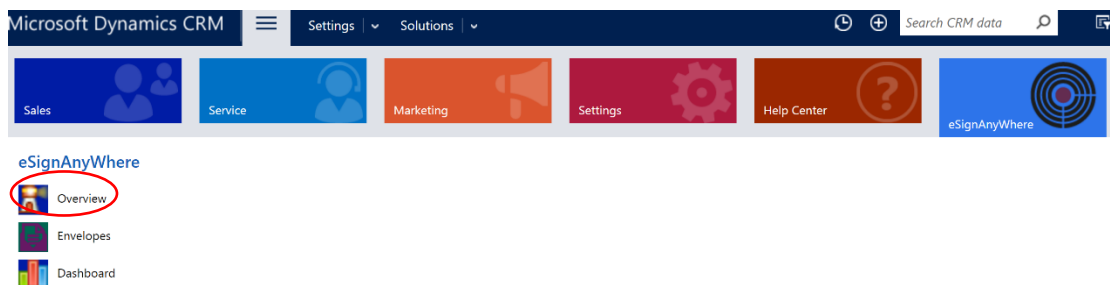 Microsoft Dynamics CRM Settings Solutions Search CRM data
Sales Service Marketing Settings Help Center eSignAnyWhere
eSignAnyWhere
Overview
Envelopes
Dashboard